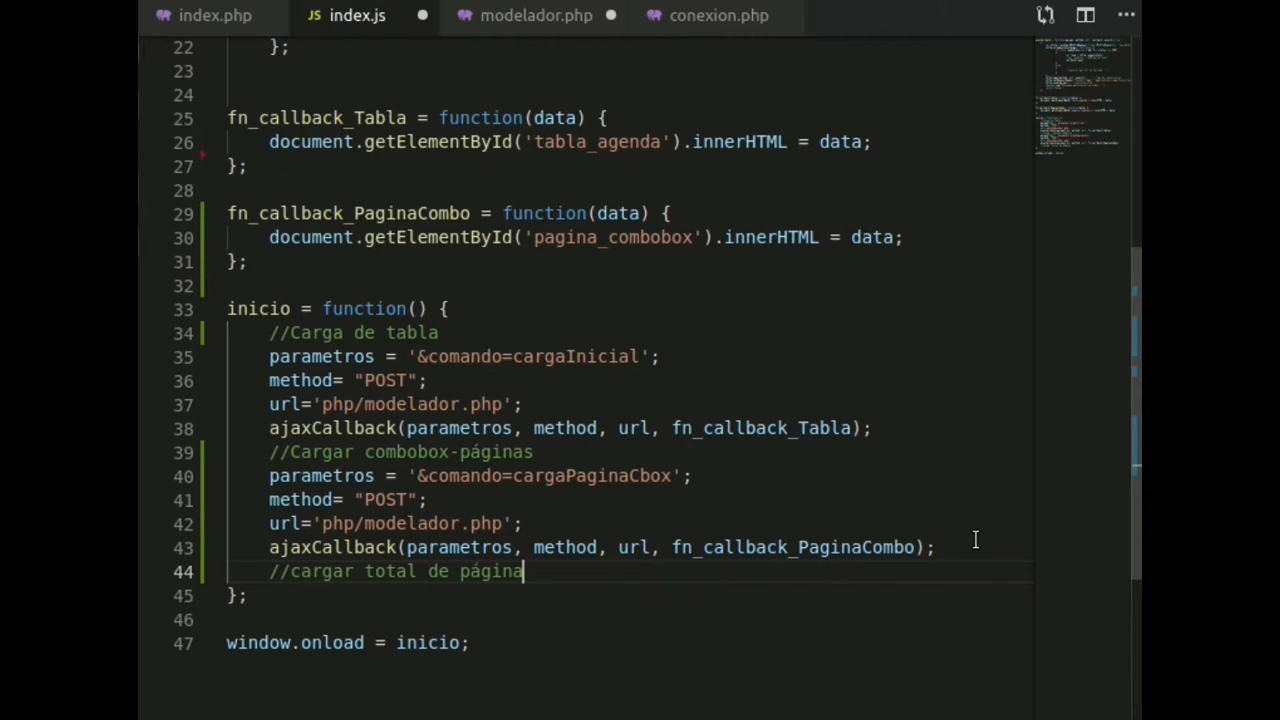 index.php
JS index.js
modelador.php
conexion.php
22 };
23
24
25 fn_callback_Tabla = function(data) {
26 document.getElementById('tabla_agenda').innerHTML = data;
27 };
28
29 fn_callback_PaginaCombo = function(data) {
30 document.getElementById('pagina_combobox').innerHTML = data;
31 };
32
33 inicio = function() {
34 //Carga de tabla
35 parametros = '&comando=cargaInicial';
36 method= "POST";
37 url='php/modelador.php';
38 ajaxCallback(parametros, method, url, fn_callback_Tabla);
39 //Cargar combobox-páginas
40 parametros = '&comando=cargaPaginaCbox';
41 method= "POST";
42 url='php/modelador.php';
43 ajaxCallback(parametros, method, url, fn_callback_PaginaCombo);
44 //cargar total de página
45 };
46
47 window.onload = inicio;